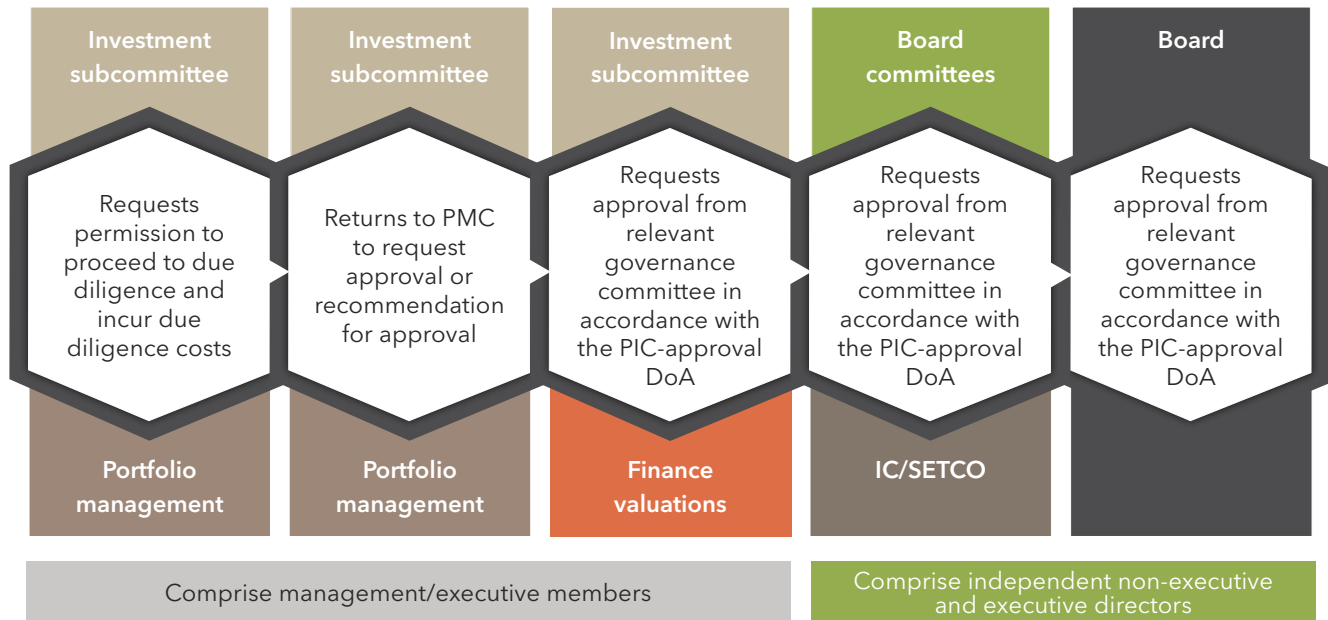 Investment
subcommittee
Requests
permission to
proceed to due
diligence and
incur due
diligence costs
Portfolio
management
Investment
subcommittee
Returns to PMC
to request
approval or
recommendation
for approval
Portfolio
management
Investment
subcommittee
Requests
approval from
relevant
governance
committee in
accordance with
the PIC-approval
DoA
Finance
valuations
Board
committees
Requests
approval from
relevant
governance
committee in
accordance with
the PIC-approval
DoA
IC/SETCO
Board
Requests
approval from
relevant
governance
committee in
accordance with
the PIC-approval
DoA
Comprise management/executive members
Comprise independent non-executive
and executive directors